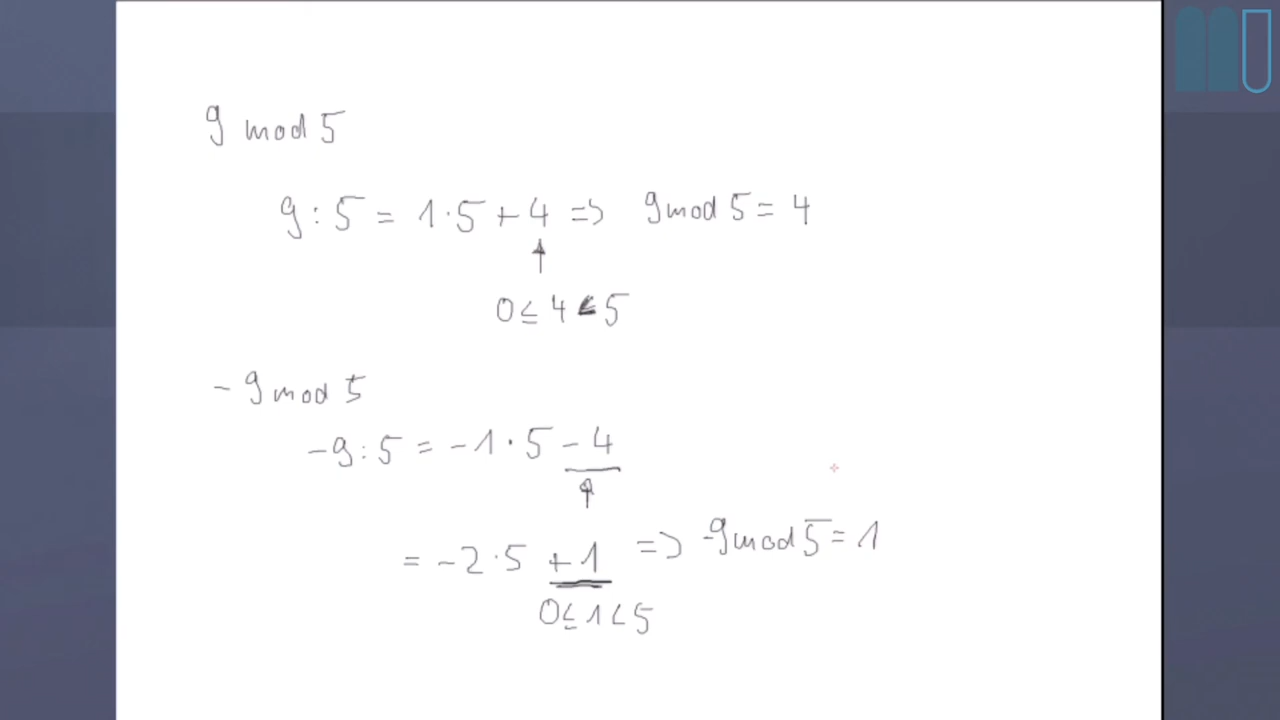 9 mod 5
9 : 5 = 1 · 5 + 4 => 9 mod 5 = 4
0 ≤ 4 < 5
- 9 mod 5
- 9 : 5 = - 1 · 5 - 4
= - 2 · 5 + 1 => - 9 mod 5 = 1
0 ≤ 1 < 5